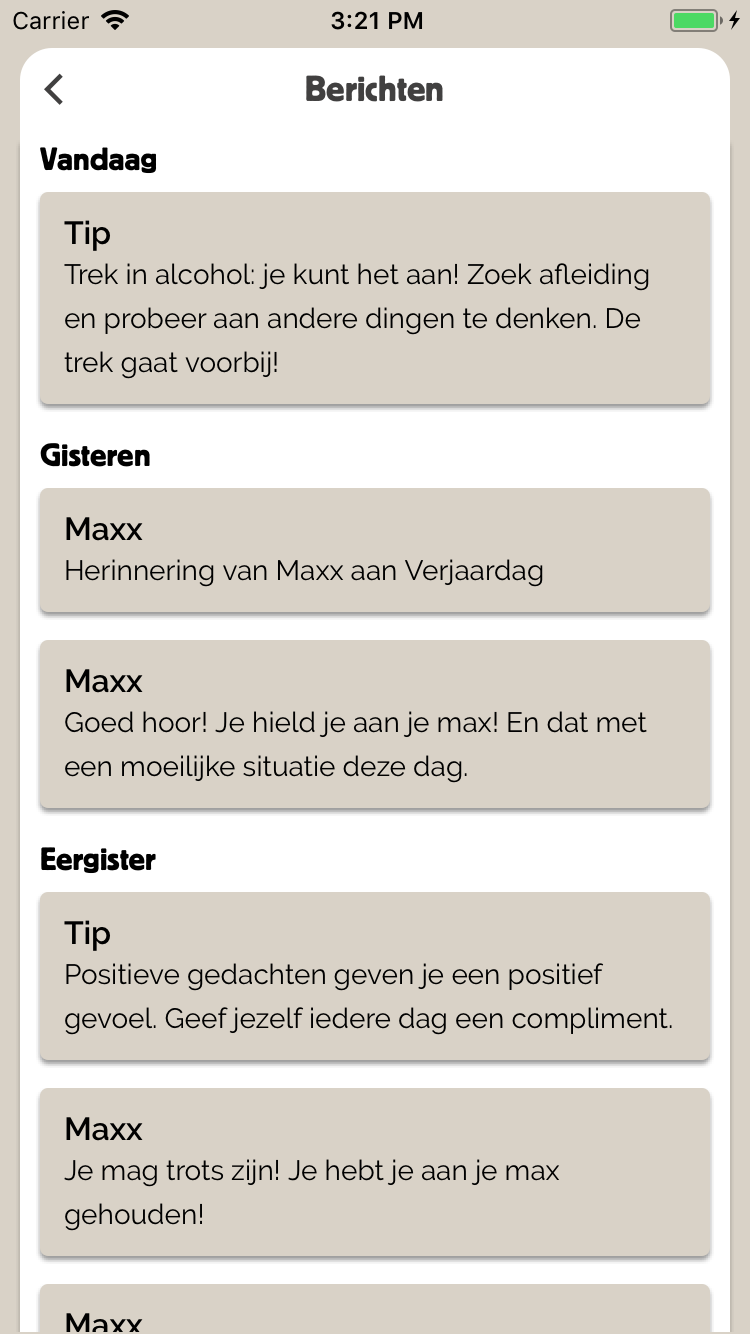 Carrier 3:21 PM
Berichten
Vandaag
Tip
Trek in alcohol: je kunt het aan! Zoek afleiding
en probeer aan andere dingen te denken. De
trek gaat voorbij!
Gisteren
Maxx
Herinnering van Maxx aan Verjaardag
Maxx
Goed hoor! Je hield je aan je max! En dat met
een moeilijke situatie deze dag.
Eergister
Tip
Positieve gedachten geven je een positief
gevoel. Geef jezelf iedere dag een compliment.
Maxx
Je mag trots zijn! Je hebt je aan je max
gehouden!
Maxx